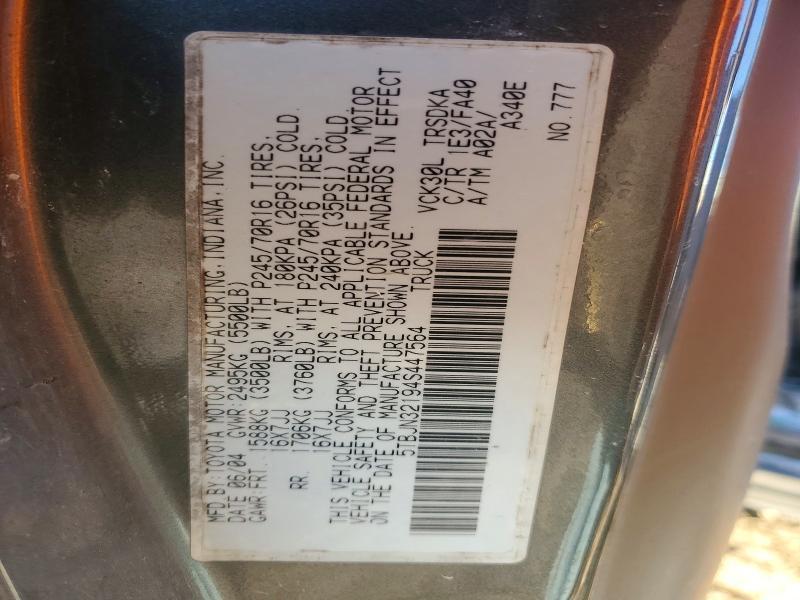 MFD BY: TOYOTA MOTOR MANUFACTURING, INDIANA, INC.
DATE 06/04 GVWR: 2495KG (5500LB)
GAWR: FRT. 1588KG (3500LB) WITH P245/70R16 TIRES,
16X7JJ RIMS, AT 180KPA (26PSI) COLD.
RR. 1706KG (3760LB) WITH P245/70R16 TIRES,
16X7JJ RIMS, AT 240KPA (35PSI) COLD.
THIS VEHICLE CONFORMS TO ALL APPLICABLE FEDERAL MOTOR
VEHICLE SAFETY AND THEFT PREVENTION STANDARDS IN EFFECT
ON THE DATE OF MANUFACTURE SHOWN ABOVE.
5TBJN32194S447564 TRUCK
VCK30L TRSDKA
C/TR 1E3/FA40
A/TM A02A/
A340E
NO. 777